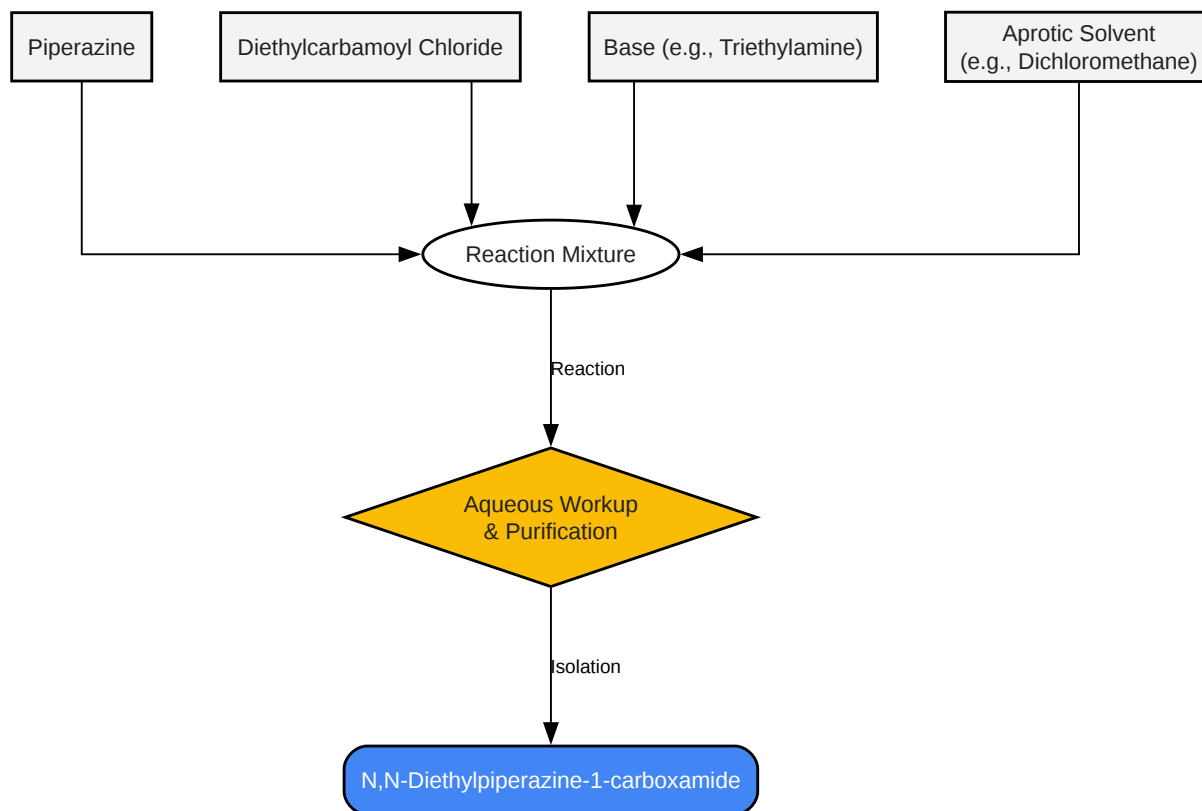 Piperazine
Diethylcarbamoyl Chloride
Base (e.g., Triethylamine)
Aprotic Solvent
(e.g., Dichloromethane)
Reaction Mixture
Reaction
Aqueous Workup
& Purification
Isolation
N,N-Diethylpiperazine-1-carboxamide